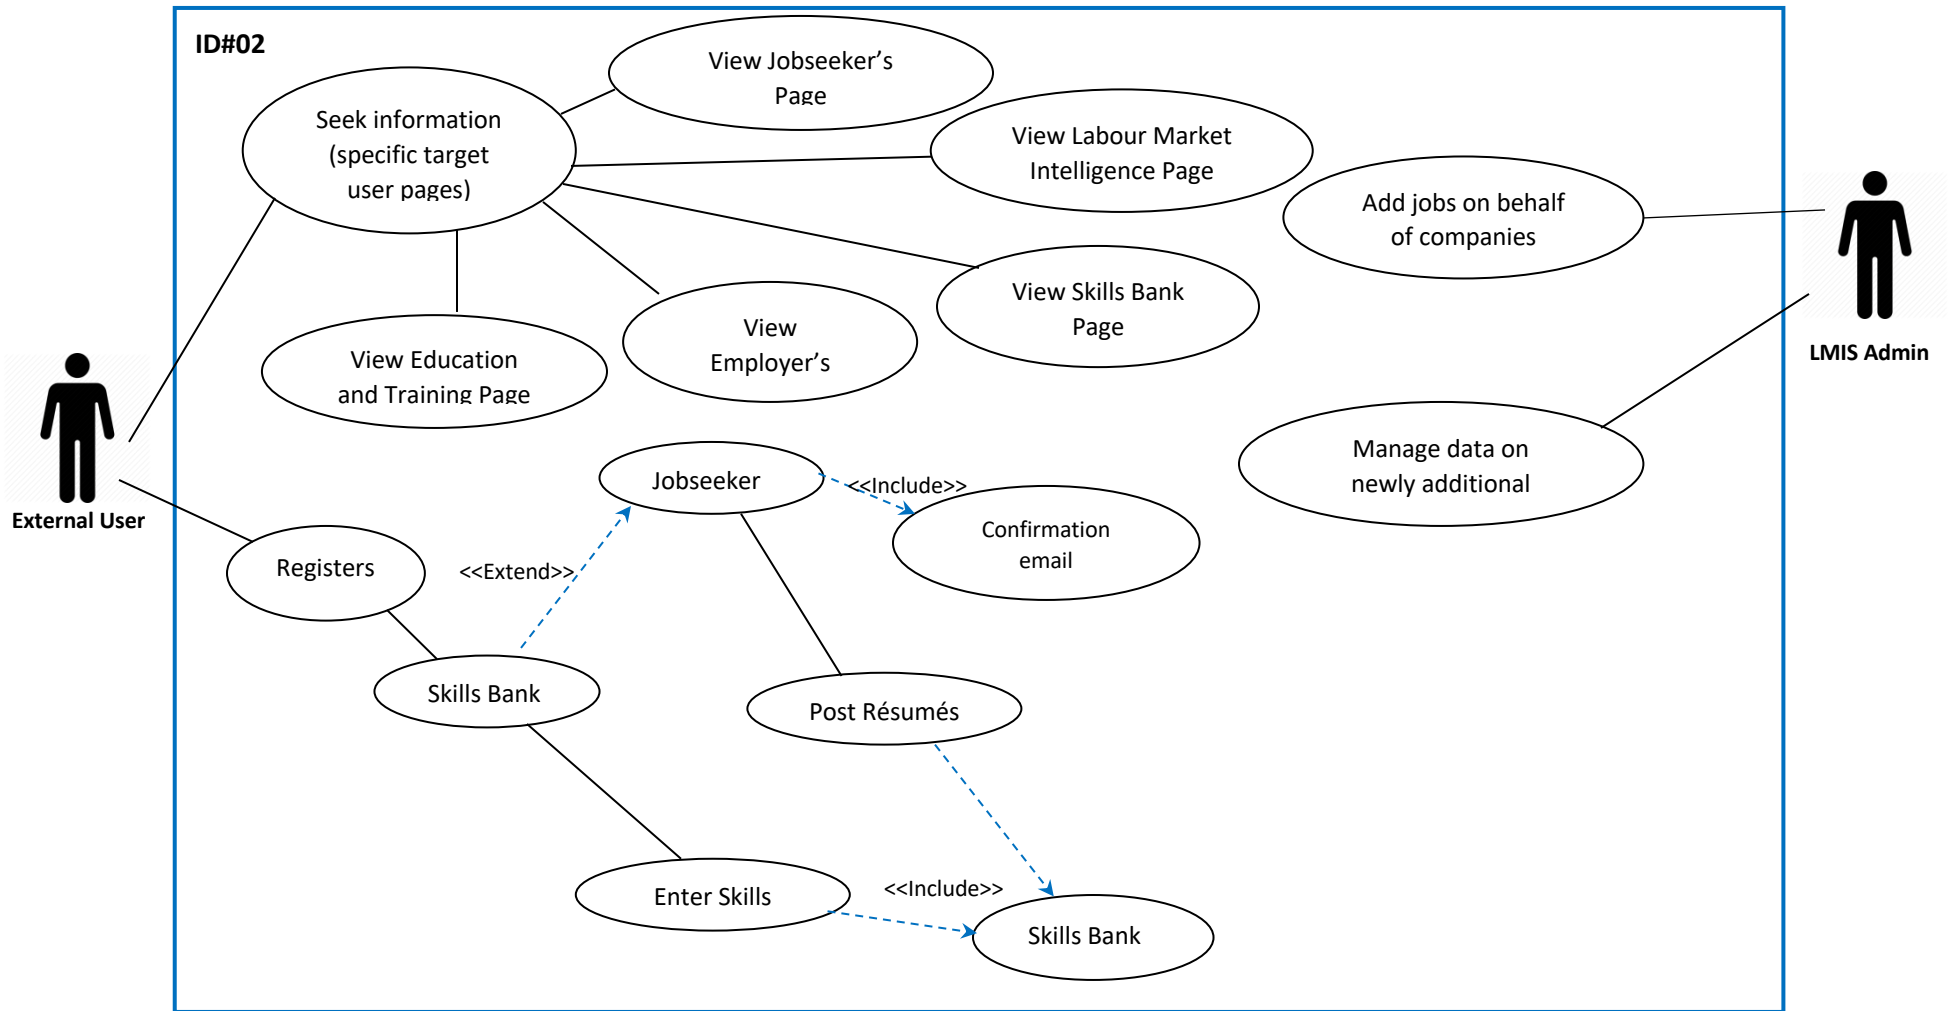 ID#02
View Jobseeker’s
Page
Seek information
(specific target
user pages)
View Labour Market
Intelligence Page
Add jobs on behalf
of companies
View Skills Bank
Page
View
Employer’s
View Education
and Training Page
LMIS Admin
External User
Manage data on
newly additional
Jobseeker
<<Include>>
Confirmation
email
Registers
<<Extend>>
Skills Bank
Post Résumés
Enter Skills
<<Include>>
Skills Bank